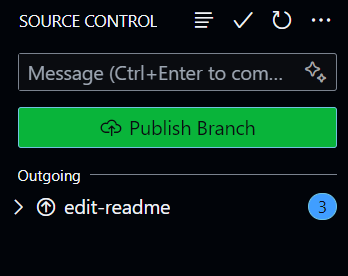 SOURCE CONTROL
Message (Ctrl+Enter to com...
Publish Branch
Outgoing
edit-readme
3